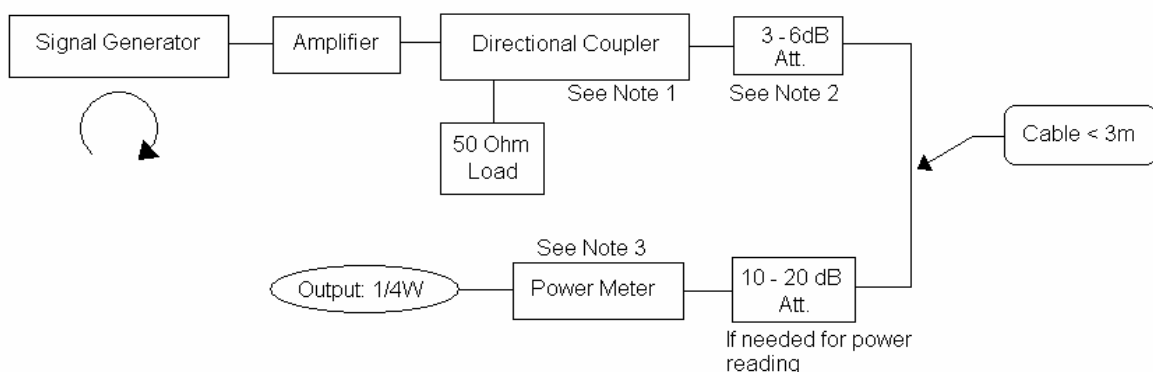 Signal Generator
Amplifier
Directional Coupler
3 - 6dB
Att.
See Note 1
See Note 2
50 Ohm
Load
Cable < 3m
See Note 3
Output: 1/4W
Power Meter
10 - 20 dB
Att.
If needed for power
reading